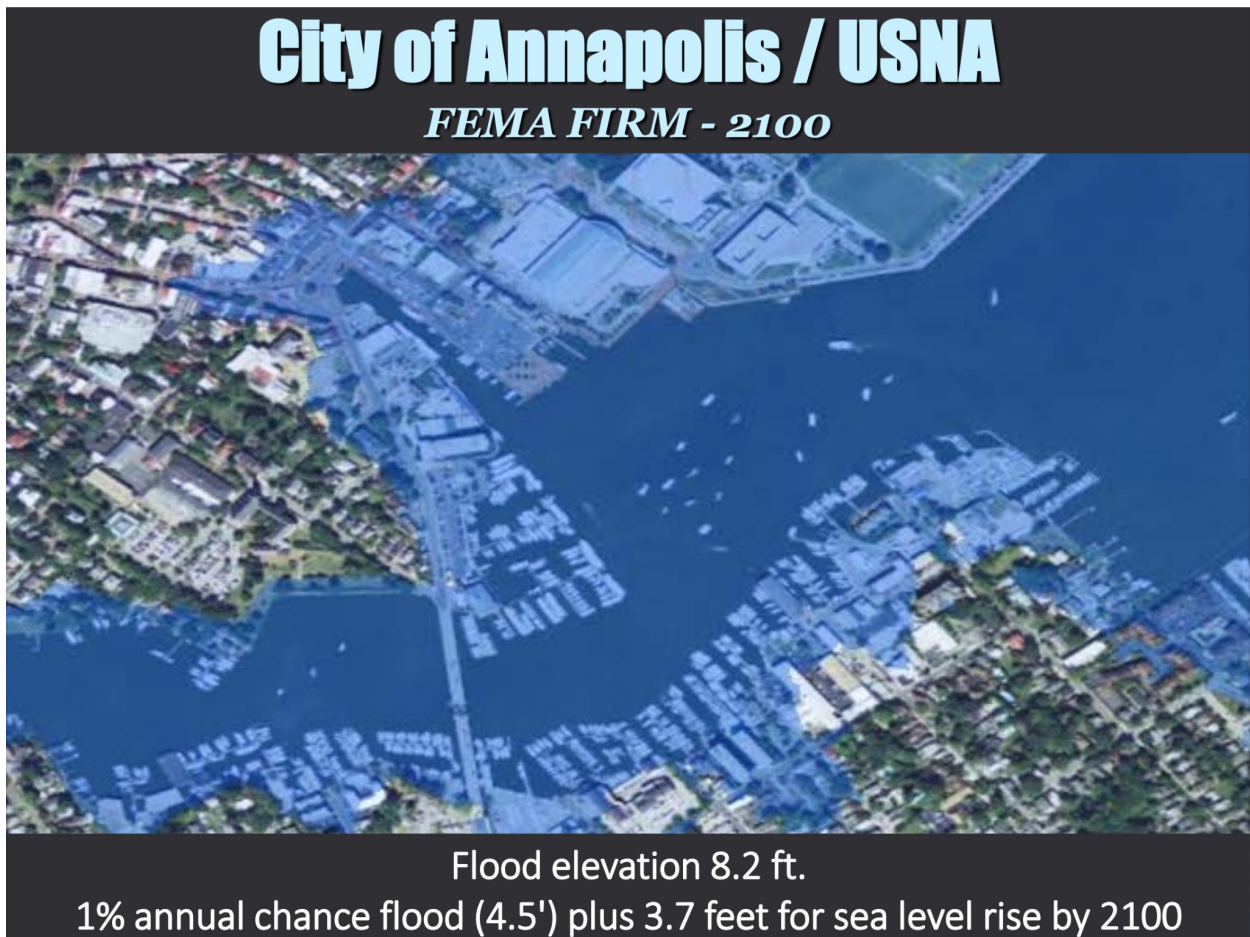 City of Annapolis / USNA
FEMA FIRM - 2100
Flood elevation 8.2 ft.
1% annual chance flood (4.5') plus 3.7 feet for sea level rise by 2100